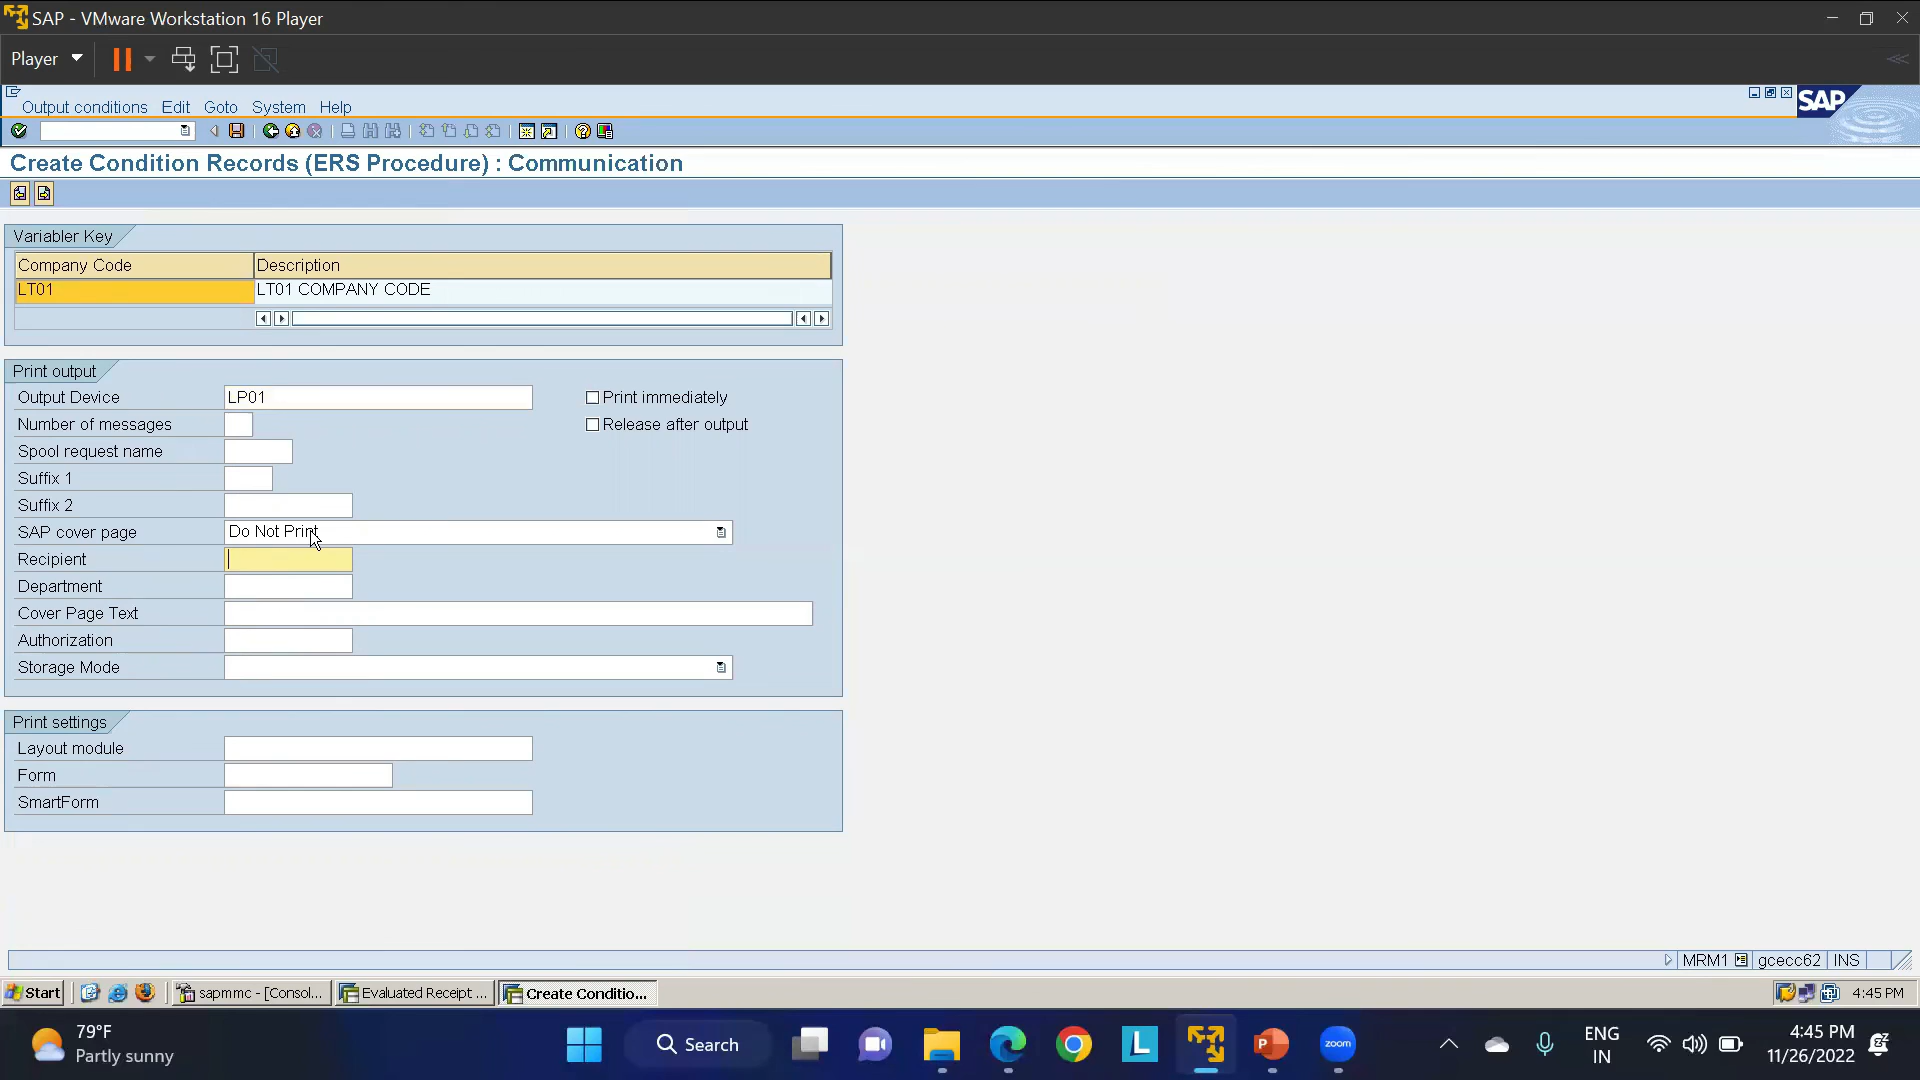 SAP - VMware Workstation 16 Player
Player
Output conditions Edit Goto System Help
SAP
Create Condition Records (ERS Procedure) : Communication
Variabler Key
Company Code Description
LT01 LT01 COMPANY CODE
Print output
Output Device LP01 Print immediately
Number of messages Release after output
Spool request name
Suffix 1
Suffix 2
SAP cover page Do Not Print
Recipient
Department
Cover Page Text
Authorization
Storage Mode
Print settings
Layout module
Form
SmartForm
MRM1 gcecc62 INS
Start sapmmc - [Consol... Evaluated Receipt ... Create Conditio... 4:45 PM
79°F
Partly sunny
Search
L
P
zoom
ENG
IN
4:45 PM
11/26/2022